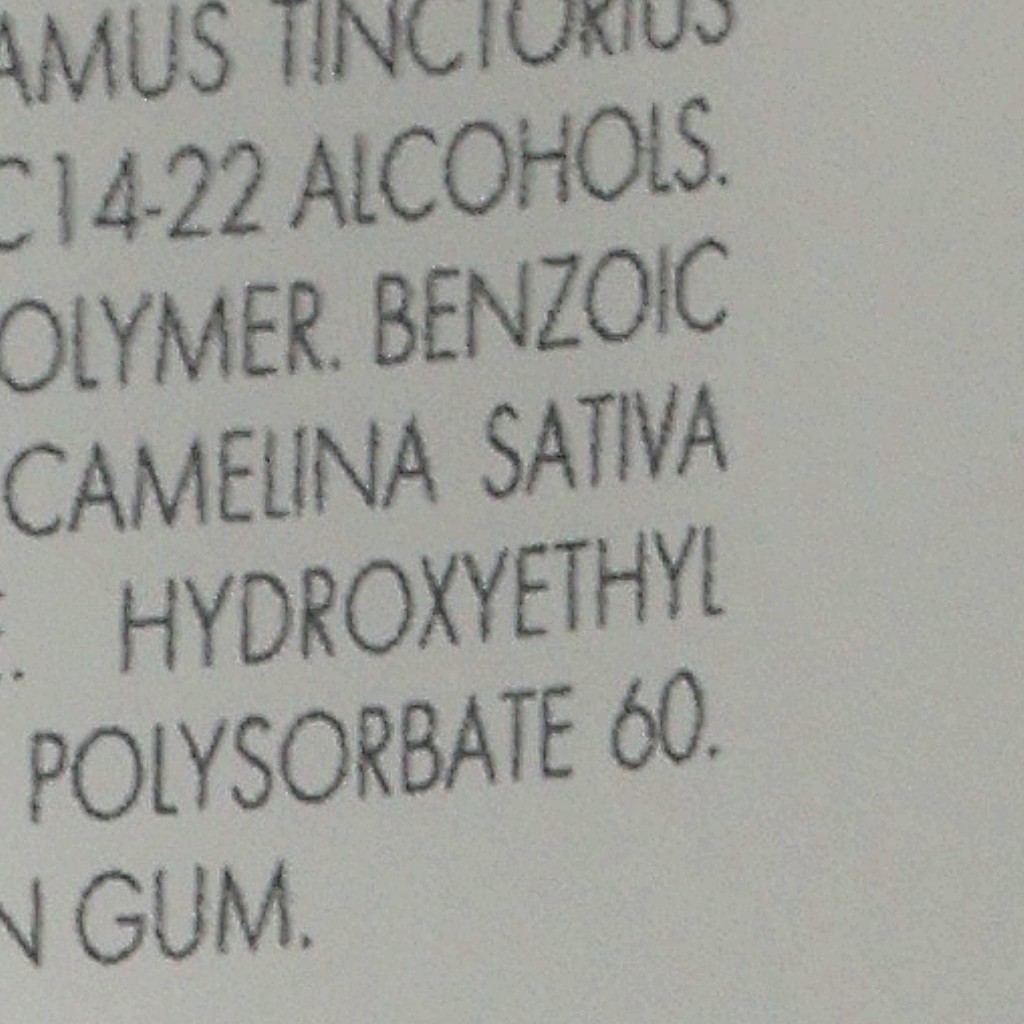 AMUS TINCTORIUS
C14-22 ALCOHOLS.
OLYMER. BENZOIC
CAMELINA SATIVA
. HYDROXYETHYL
POLYSORBATE 60.
N GUM.